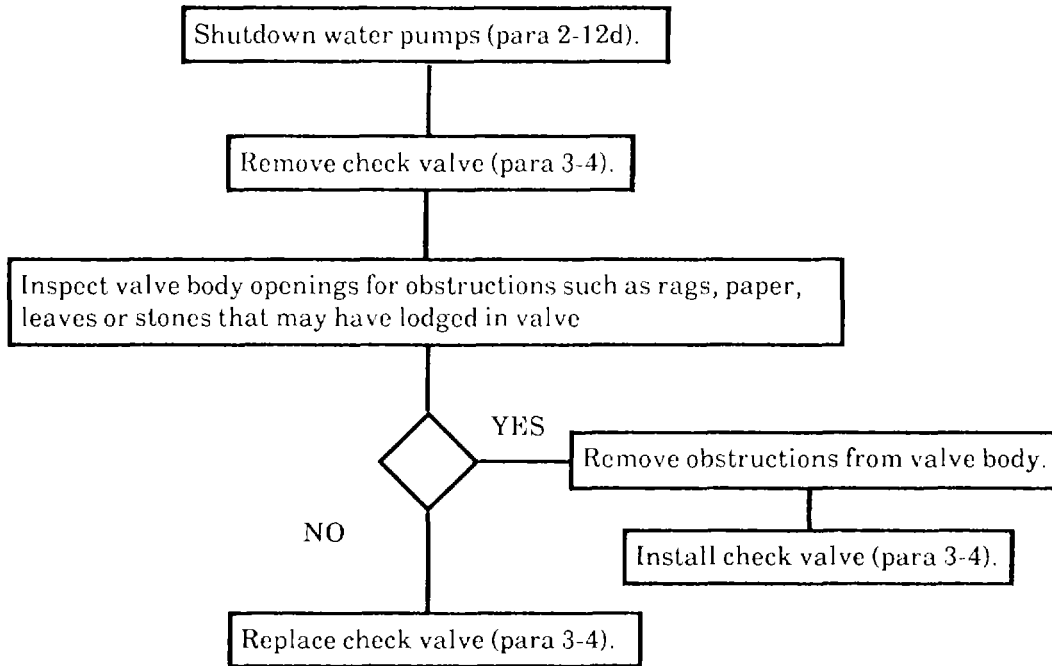 Shutdown water pumps (para 2-12d).
Remove check valve (para 3-4).
Inspect valve body openings for obstructions such as rags, paper,
leaves or stones that may have lodged in valve
YES
Remove obstructions from valve body.
NO
Install check valve (para 3-4).
Replace check valve (para 3-4).